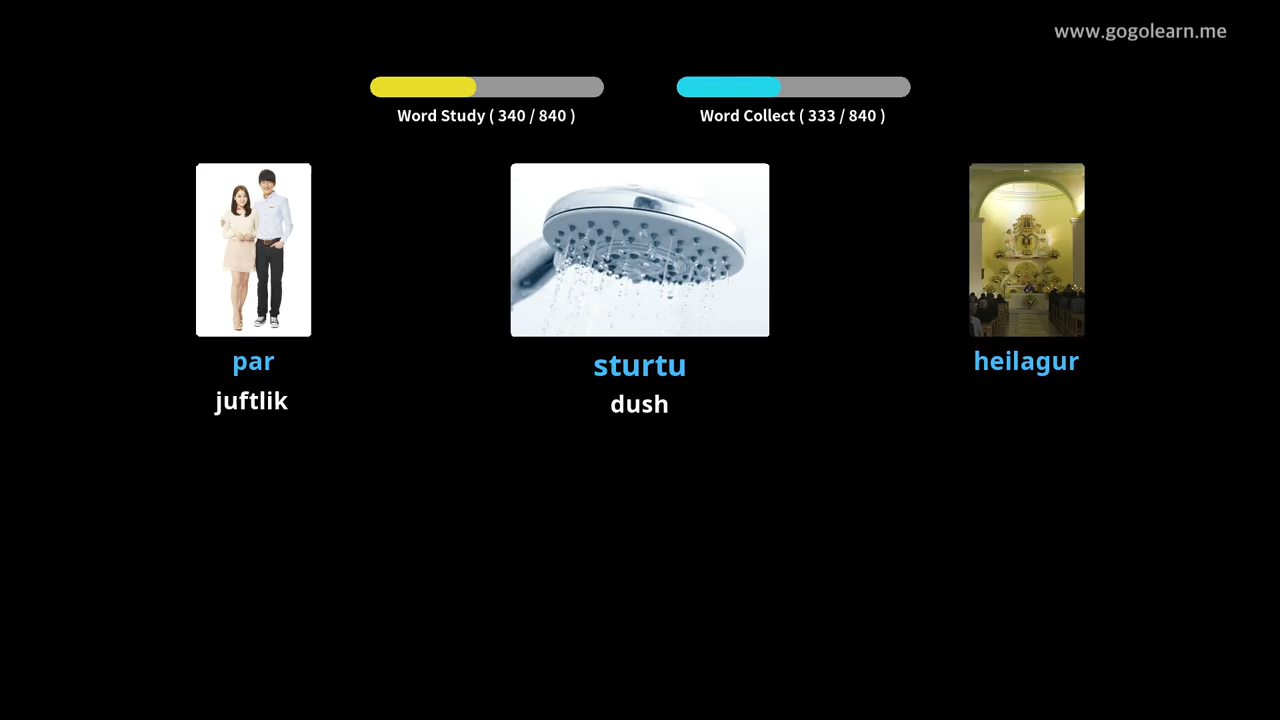 www.gogolearn.me
Word Study ( 340 / 840 )
Word Collect ( 333 / 840 )
par
juftlik
sturtu
dush
heilagur